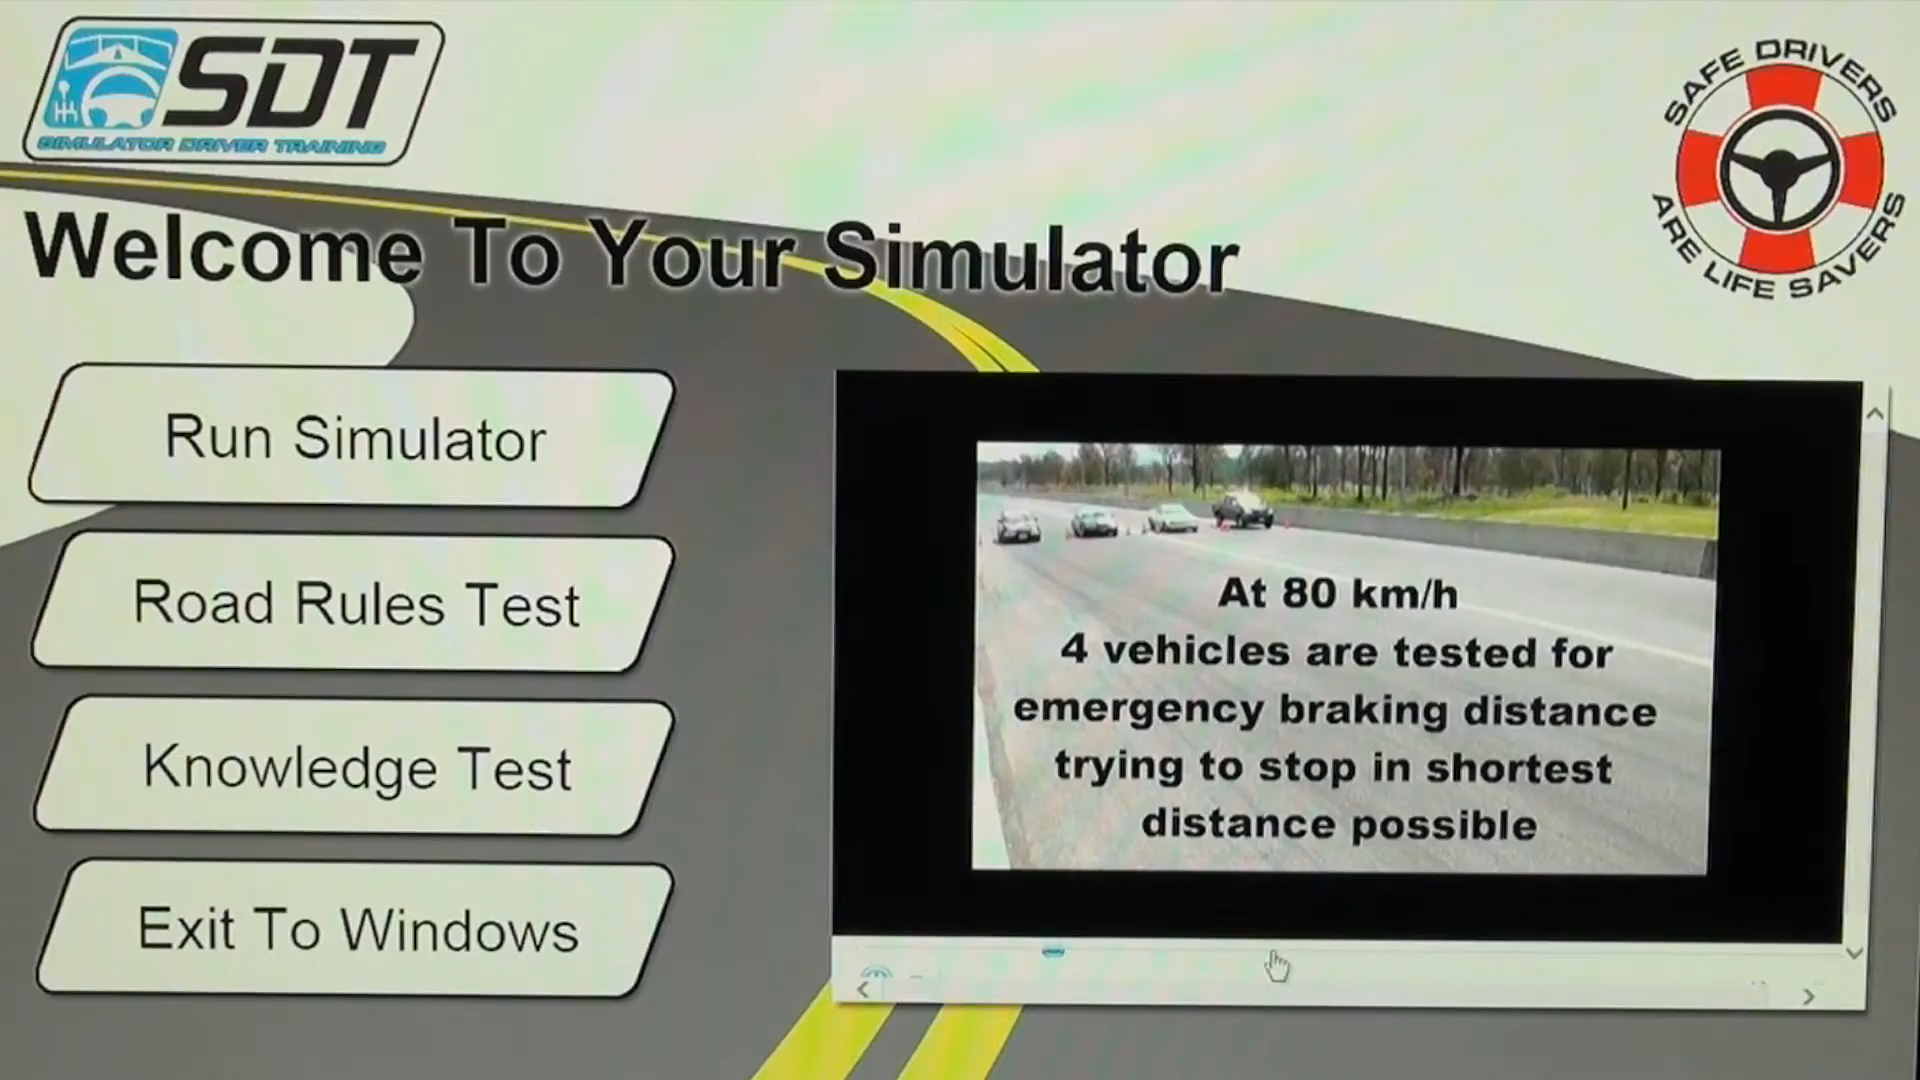 SDT
SIMULATOR DRIVER TRAINING
SAFE DRIVERS
ARE LIFE SAVERS
Welcome To Your Simulator
Run Simulator
Road Rules Test
Knowledge Test
Exit To Windows
At 80 km/h
4 vehicles are tested for
emergency braking distance
trying to stop in shortest
distance possible